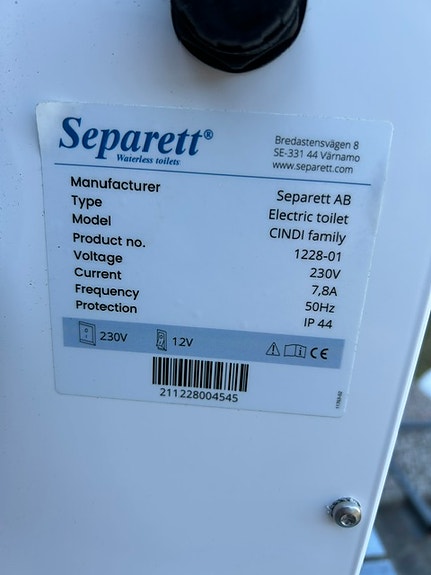 Separett®
Waterless toilets
Bredastensvägen 8
SE-331 44 Värnamo
www.separett.com
Manufacturer Separett AB
Type Electric toilet
Model CINDI family
Product no. 1228-01
Voltage 230V
Current 7,8A
Frequency 50Hz
Protection IP 44
230V 12V CE
211228004545